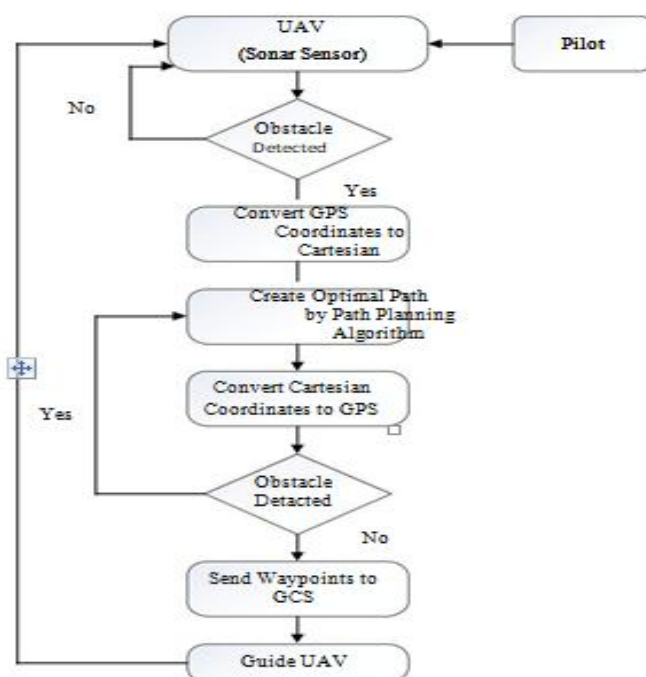 UAV
(Sonar Sensor)
Pilot
No
Obstacle
Detected
Yes
Convert GPS
Coordinates to
Cartesian
Create Optimal Path
by Path Planning
Algorithm
Convert Cartesian
Coordinates to GPS
Yes
Obstacle
Detacted
No
Send Waypoints to
GCS
Guide UAV